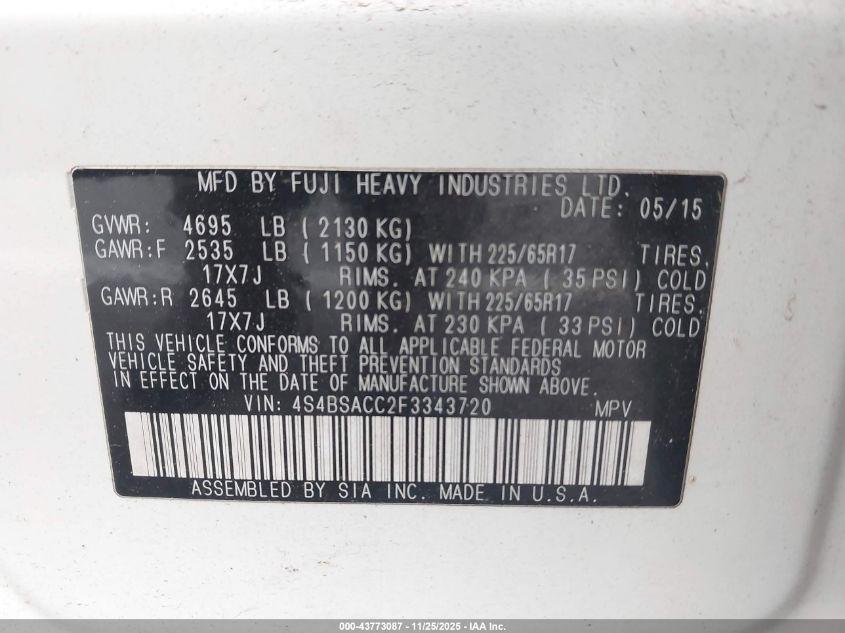 MFD BY FUJI HEAVY INDUSTRIES LTD.
DATE: 05/15
GVWR: 4695 LB ( 2130 KG)
GAWR:F 2535 LB ( 1150 KG) WITH 225/65R17 TIRES,
17X7J RIMS. AT 240 KPA ( 35 PSI) COLD
GAWR:R 2645 LB ( 1200 KG) WITH 225/65R17 TIRES.
17X7J RIMS. AT 230 KPA ( 33 PSI) COLD
THIS VEHICLE CONFORMS TO ALL APPLICABLE FEDERAL MOTOR
VEHICLE SAFETY AND THEFT PREVENTION STANDARDS
IN EFFECT ON THE DATE OF MANUFACTURE SHOWN ABOVE.
VIN: 4S4BSACC2F3343720 MPV
ASSEMBLED BY SIA INC. MADE IN U.S.A.
000-43773087 - 11/25/2025 - IAA Inc.